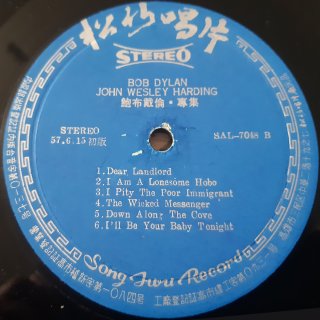 松竹唱片
STEREO
BOB DYLAN
JOHN WESLEY HARDING
鮑布戴倫・專集
STEREO
57.6.15初版
SAL-7048 B
1.Dear Landlord
2.I Am A Lonesome Hobo
3.I Pity The Poor Immigrant
4.The Wicked Messenger
5.Down Along The Cove
6.I'll Be Your Baby Tonight
Song Jwu Record